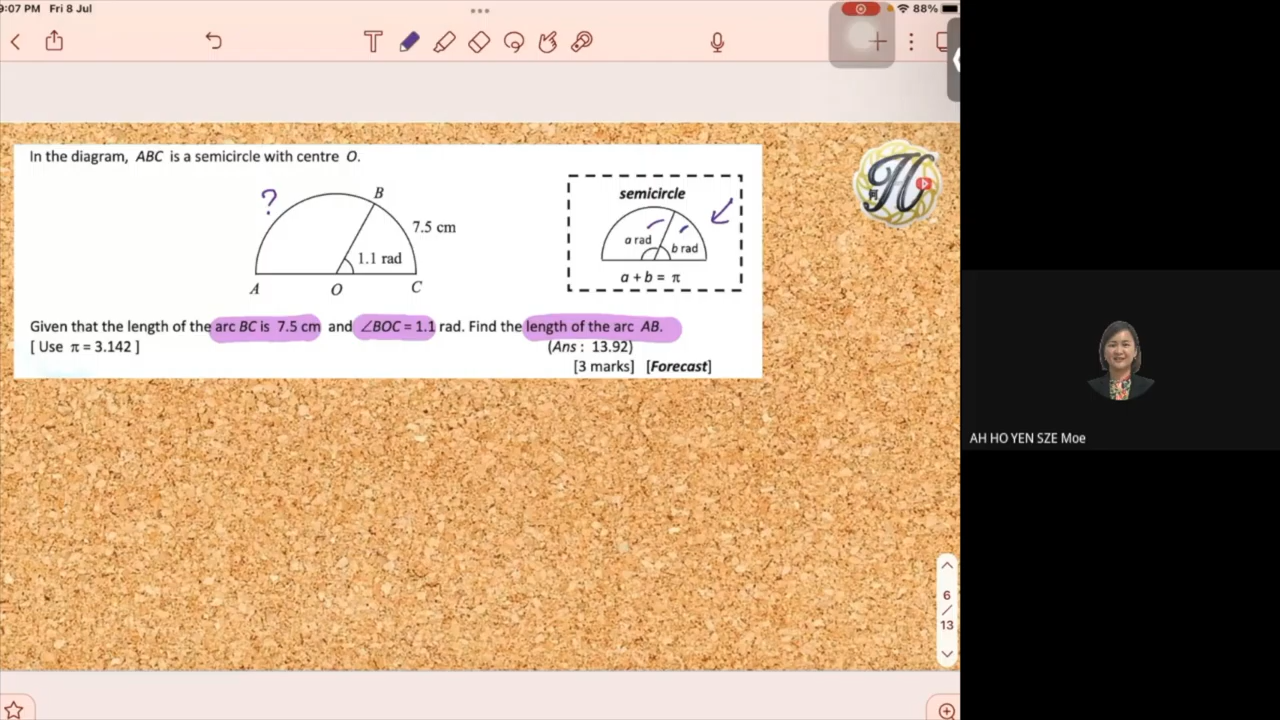 9:07 PM Fri 8 Jul
88%
T
In the diagram, ABC is a semicircle with centre O.
?
B
7.5 cm
1.1 rad
A
O
C
semicircle
a rad
b rad
a + b = π
Given that the length of the arc BC is 7.5 cm and ∠BOC = 1.1 rad. Find the length of the arc AB.
[ Use π = 3.142 ]
(Ans : 13.92)
[3 marks] [Forecast]
H
AH HO YEN SZE Moe
6
/
13